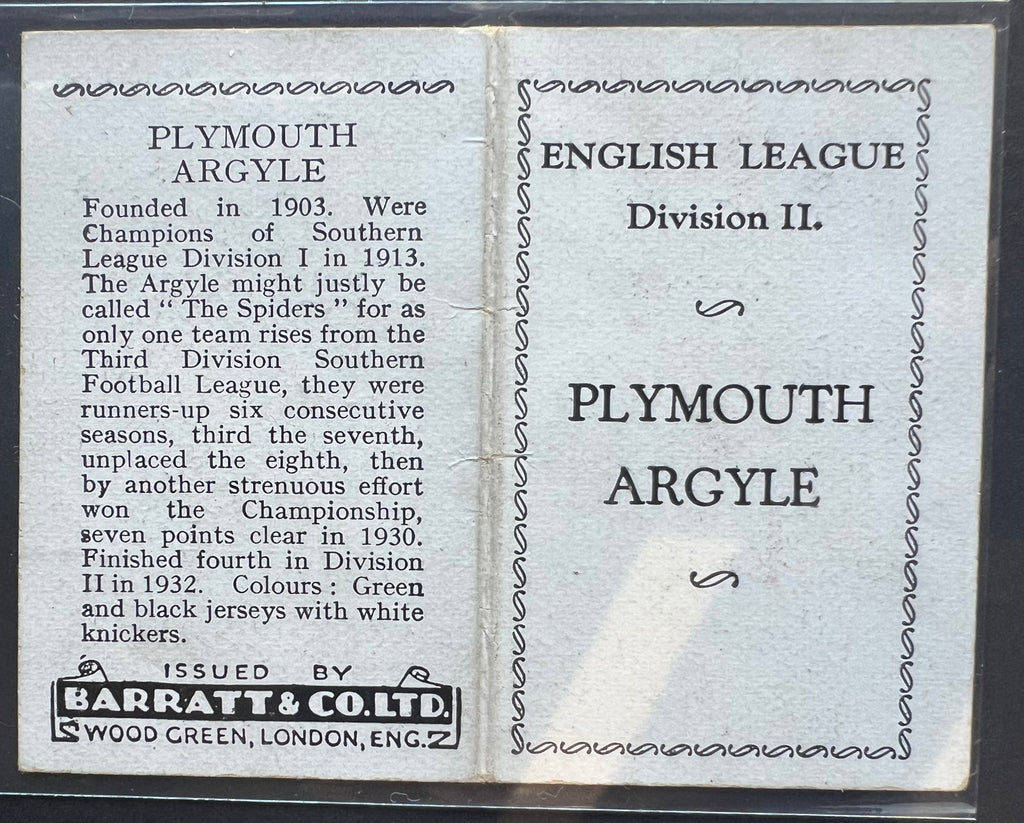 PLYMOUTH
ARGYLE
Founded in 1903. Were
Champions of Southern
League Division I in 1913.
The Argyle might justly be
called " The Spiders " for as
only one team rises from the
Third Division Southern
Football League, they were
runners-up six consecutive
seasons, third the seventh,
unplaced the eighth, then
by another strenuous effort
won the Championship,
seven points clear in 1930.
Finished fourth in Division
II in 1932. Colours : Green
and black jerseys with white
knickers.
ISSUED BY
BARRATT & CO. LTD.
WOOD GREEN, LONDON, ENG.
ENGLISH LEAGUE
Division II.
PLYMOUTH
ARGYLE